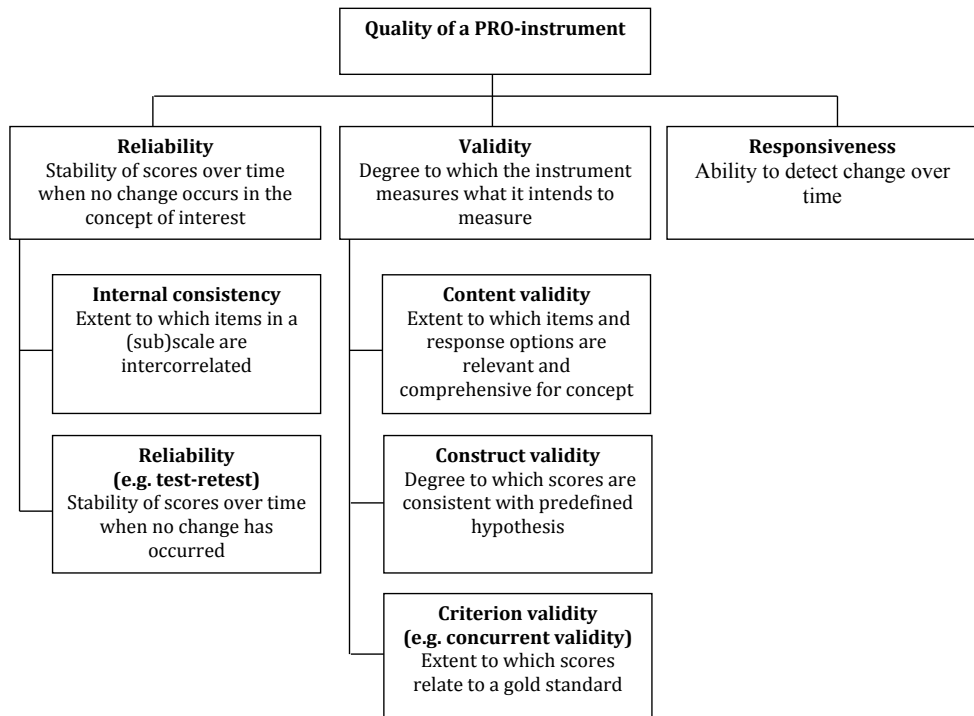 Quality of a PRO-instrument
Reliability
Stability of scores over time
when no change occurs in the
concept of interest
Validity
Degree to which the instrument
measures what it intends to
measure
Responsiveness
Ability to detect change over
time
Internal consistency
Extent to which items in a
(sub)scale are
intercorrelated
Content validity
Extent to which items and
response options are
relevant and
comprehensive for concept
Reliability
(e.g. test-retest)
Stability of scores over time
when no change has
occurred
Construct validity
Degree to which scores are
consistent with predefined
hypothesis
Criterion validity
(e.g. concurrent validity)
Extent to which scores
relate to a gold standard